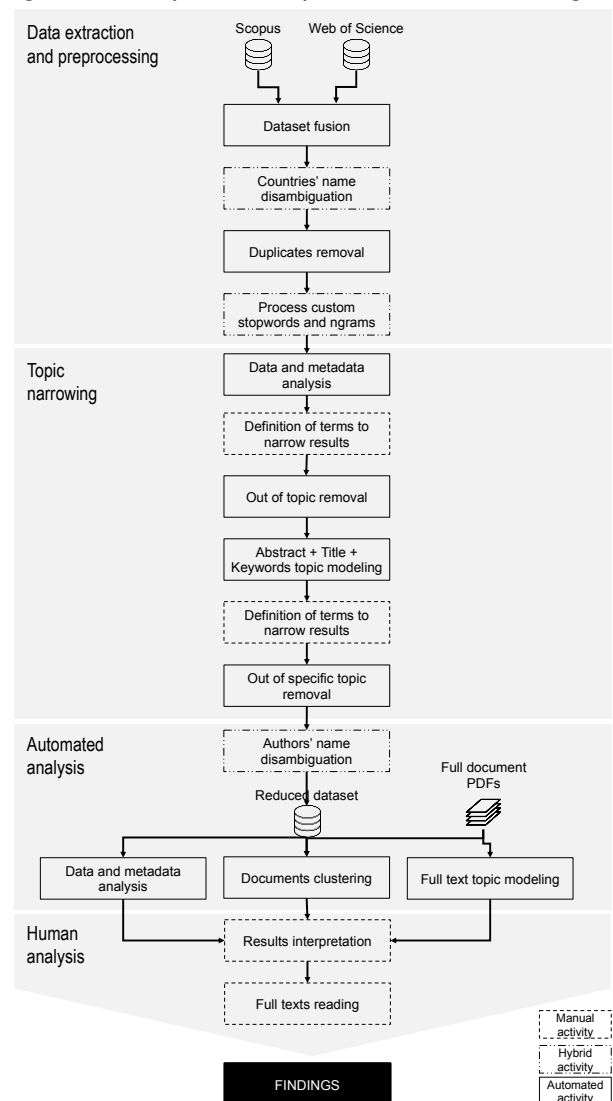 Data extraction
and preprocessing
Scopus
Web of Science
Dataset fusion
Countries' name
disambiguation
Duplicates removal
Process custom
stopwords and ngrams
Topic
narrowing
Data and metadata
analysis
Definition of terms to
narrow results
Out of topic removal
Abstract + Title +
Keywords topic modeling
Definition of terms to
narrow results
Out of specific topic
removal
Automated
analysis
Authors' name
disambiguation
Reduced dataset
Full document
PDFs
Data and metadata
analysis
Documents clustering
Full text topic modeling
Human
analysis
Results interpretation
Full texts reading
FINDINGS
Manual
activity
Hybrid
activity
Automated
activity